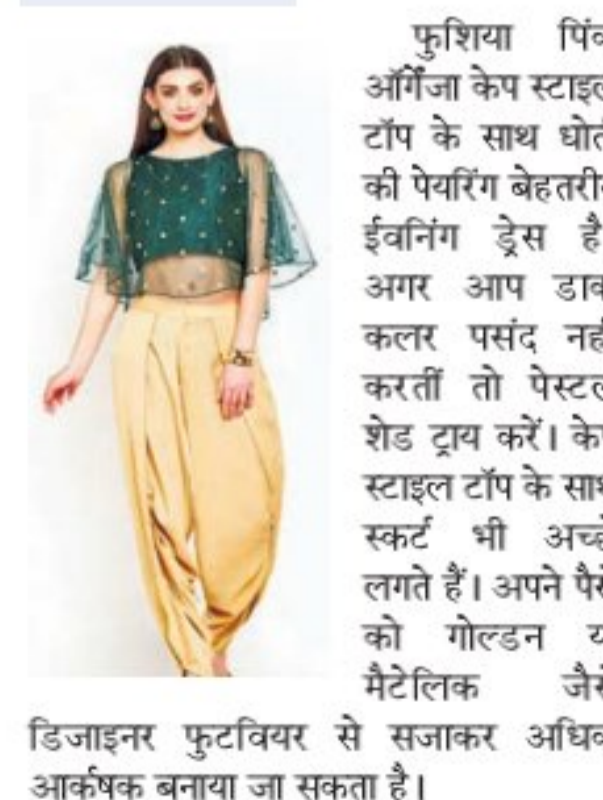 फुशिया
ऑर्गेंजा केप स्टाइल
टॉप के साथ धोती
की पेयरिंग बेहतरीन
ईवनिंग ड्रेस है
अगर आप
कलर पसंद नहीं
करतीं तो पेस्टल
शेड ट्राय करें।
स्टाइल टॉप के साथ
स्कर्ट भी
लगते हैं। अपने
को गोल्डन
मैटेलिक जैसे
डिजाइनर फुटवियर से सजाकर अधिक
आर्कषक बनाया जा सकता है।